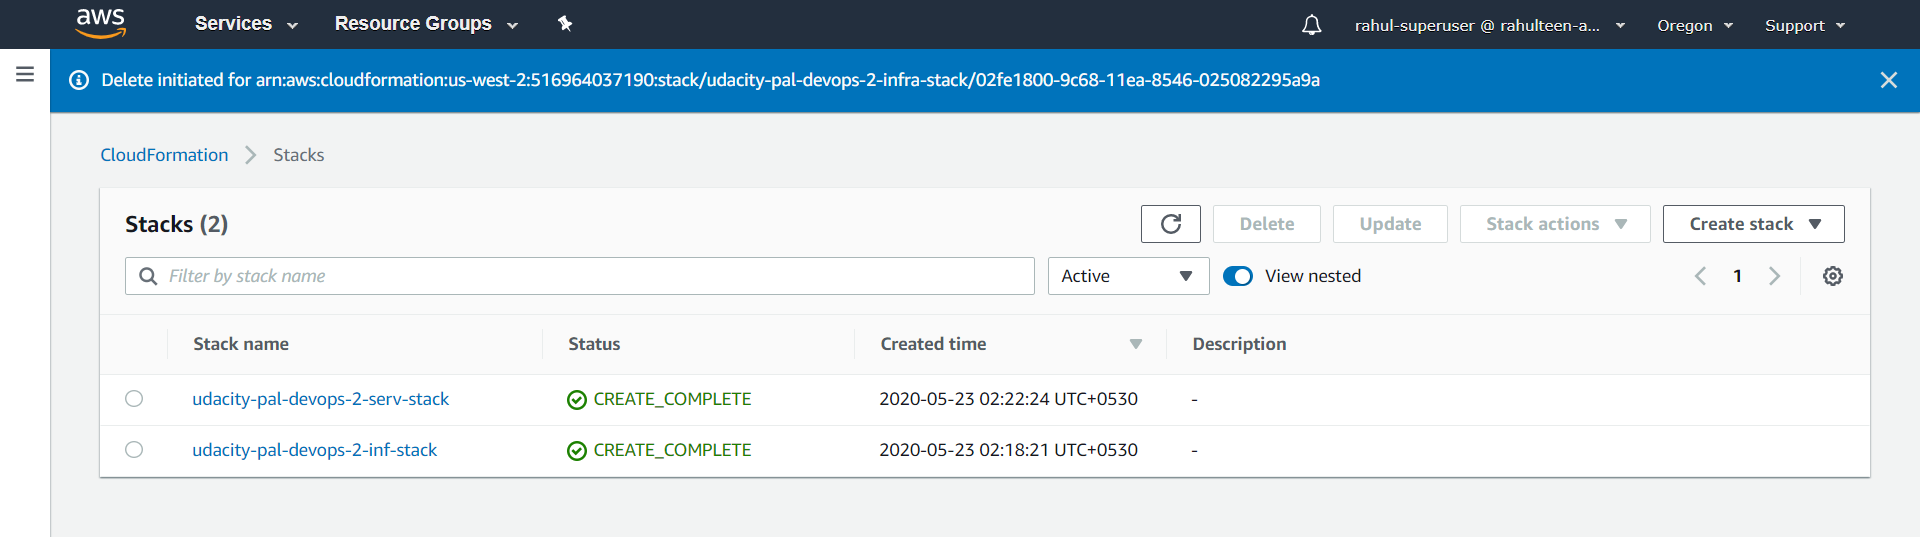 aws Services Resource Groups rahul-superuser @ rahulteen-a... Oregon Support
Delete initiated for arn:aws:cloudformation:us-west-2:516964037190:stack/udacity-pal-devops-2-infra-stack/02fe1800-9c68-11ea-8546-025082295a9a
CloudFormation Stacks
Stacks (2) Delete Update Stack actions Create stack
Filter by stack name Active View nested 1
Stack name Status Created time Description
udacity-pal-devops-2-serv-stack CREATE_COMPLETE 2020-05-23 02:22:24 UTC+0530 -
udacity-pal-devops-2-inf-stack CREATE_COMPLETE 2020-05-23 02:18:21 UTC+0530 -